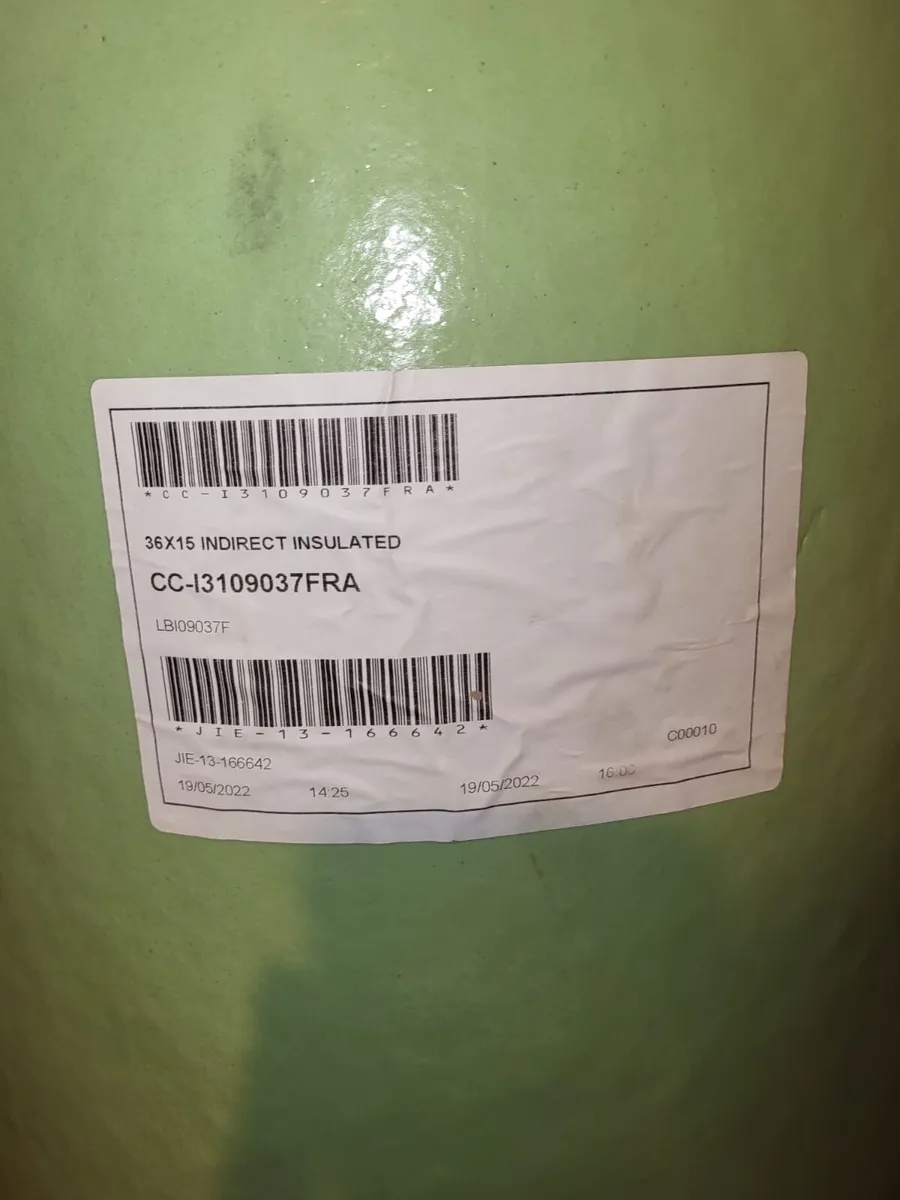 *CC-I3109037FRA*
36X15 INDIRECT INSULATED
CC-I3109037FRA
LBI09037F
*JIE-13-166642*
C00010
JIE-13-166642
19/05/2022 14:25 19/05/2022